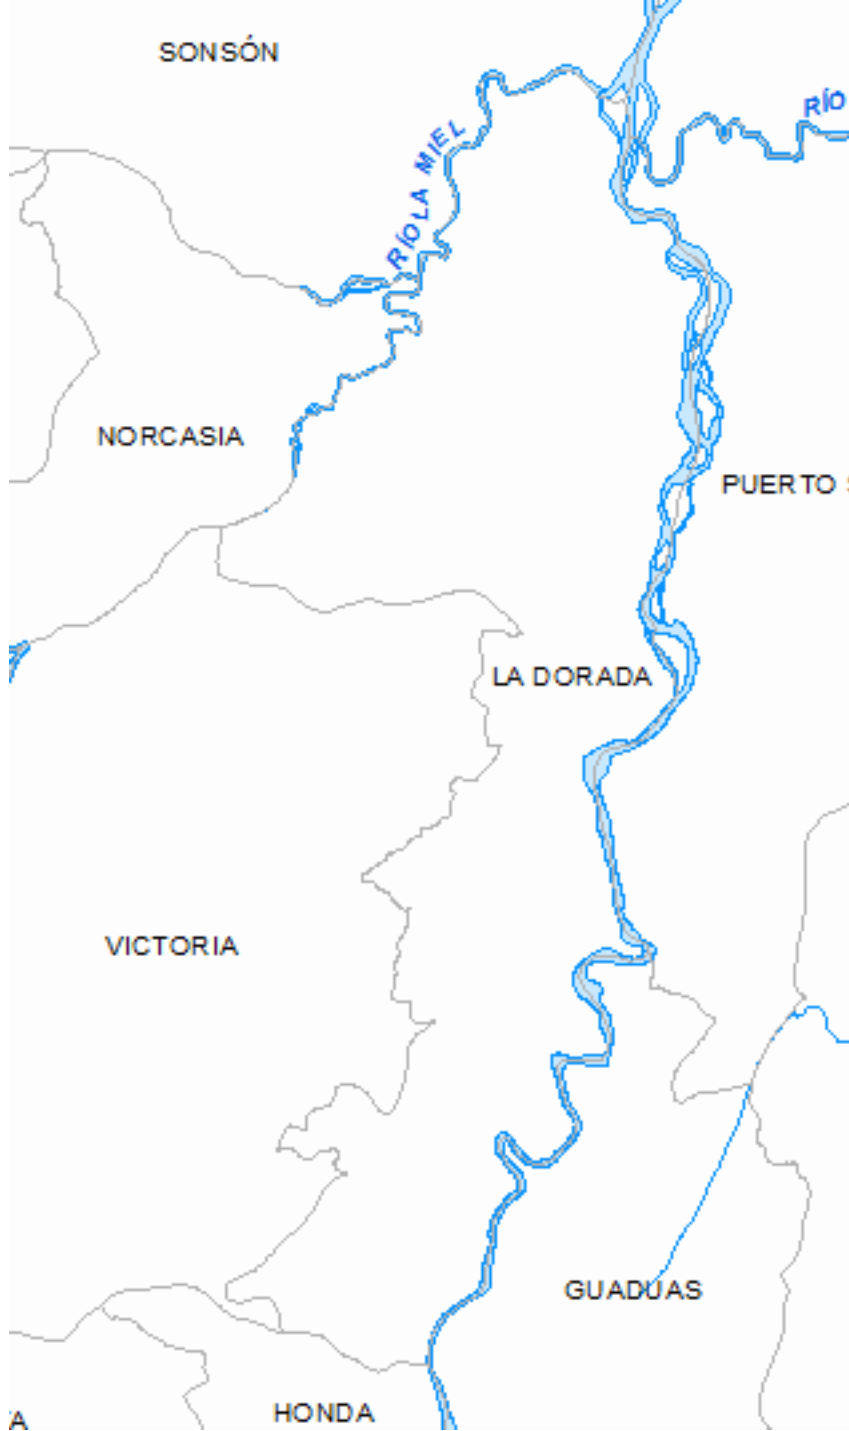 SONSÓN
RÍO
RÍO LA MIEL
NORCASIA
PUERTO
LA DORADA
VICTORIA
GUADUAS
HONDA